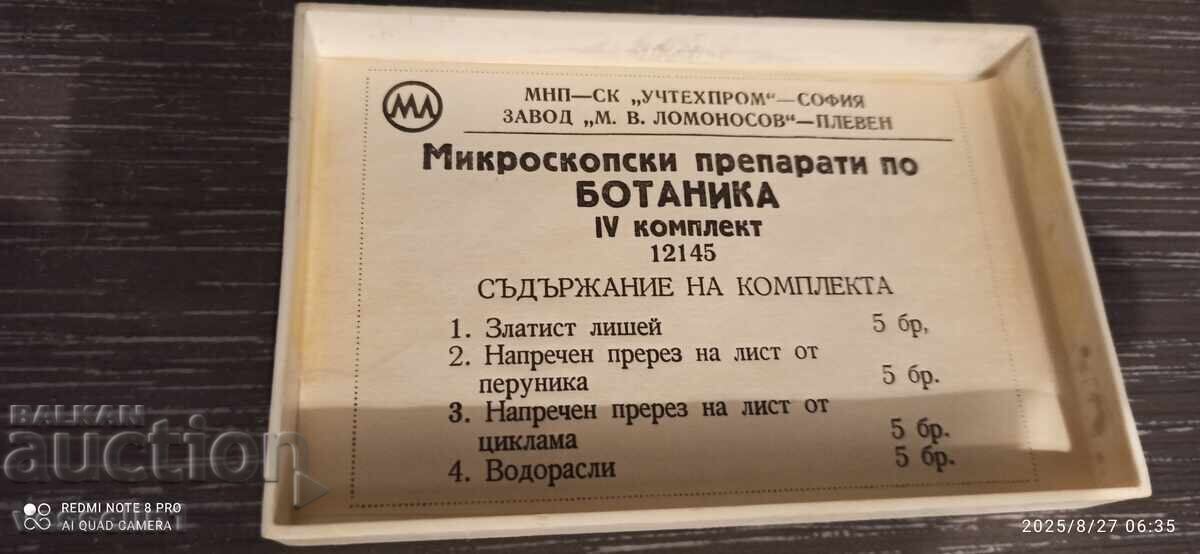 МЛ
МНП—СК „УЧТЕХПРОМ“—СОФИЯ
ЗАВОД „М. В. ЛОМОНОСОВ“—ПЛЕВЕН
Микроскопски препарати по
БОТАНИКА
IV комплект
12145
СЪДЪРЖАНИЕ НА КОМПЛЕКТА
1. Златист лишей 5 бр,
2. Напречен пререз на лист от
перуника 5 бр.
3. Напречен пререз на лист от
циклама 5 бр.
4. Водорасли 5 бр.
BALKAN
auction
REDMI NOTE 8 PRO
AI QUAD CAMERA
2025/8/27 06:35